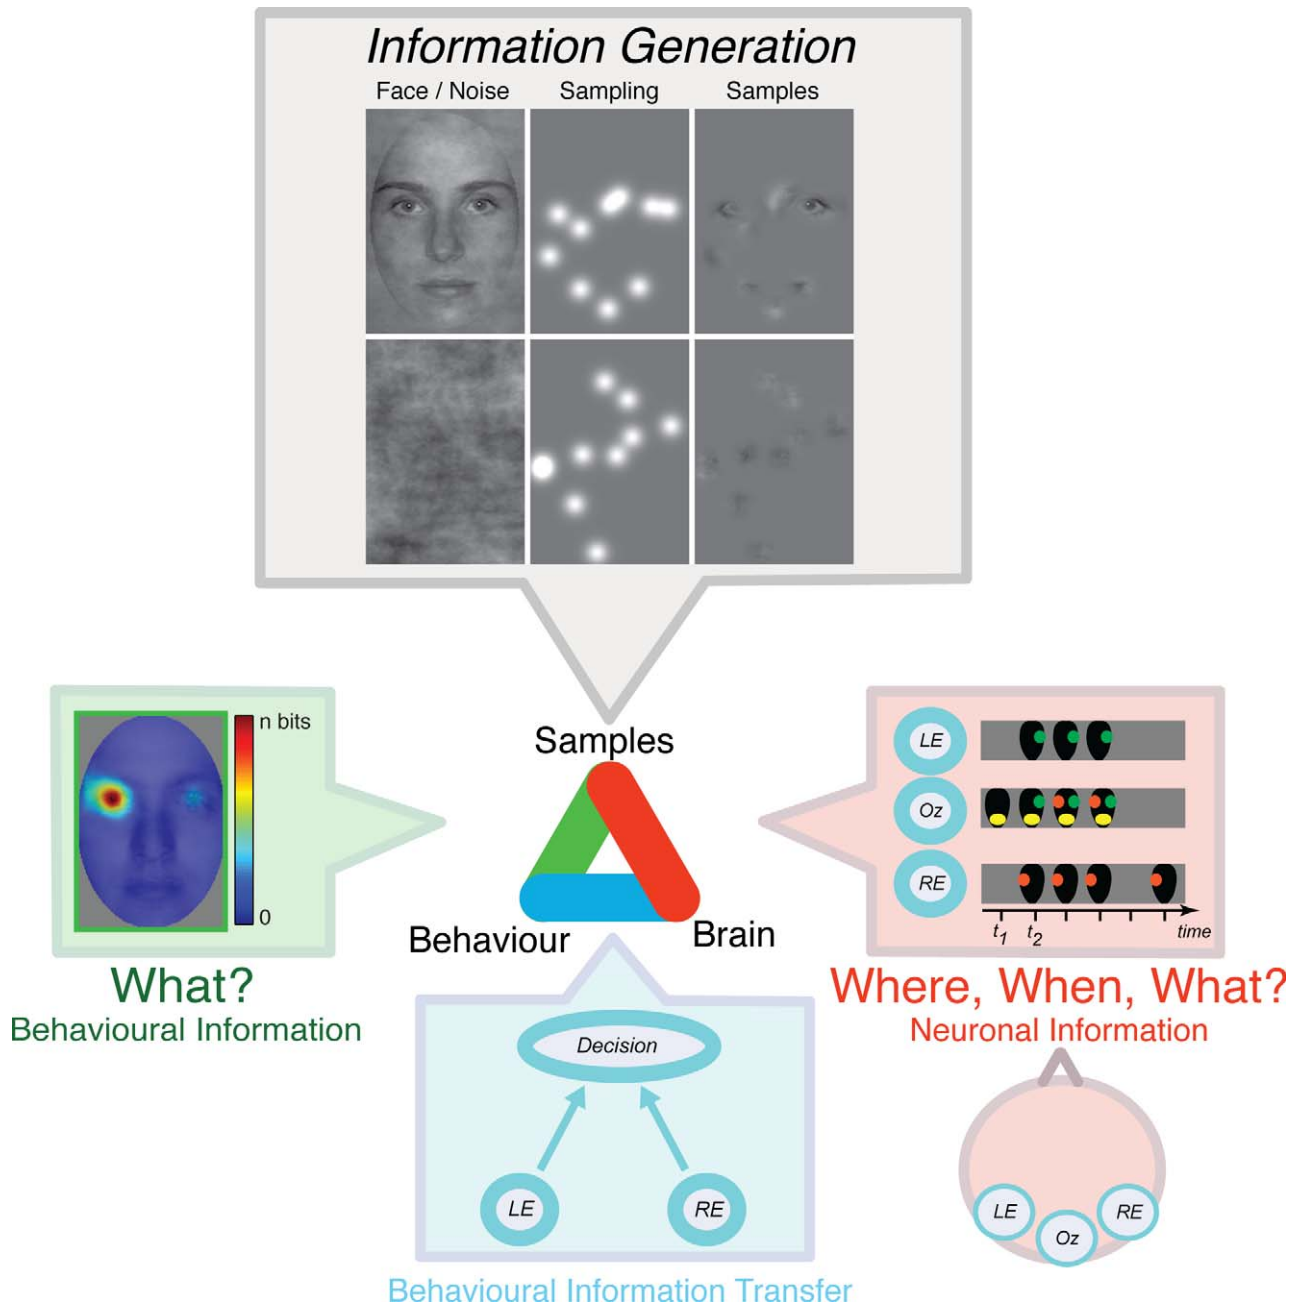 Information Generation
Face / Noise
Sampling
Samples
n bits
0
Samples
Behaviour
Brain
LE
Oz
RE
t1
t2
time
What?
Behavioural Information
Where, When, What?
Neuronal Information
Decision
LE
RE
LE
Oz
RE
Behavioural Information Transfer